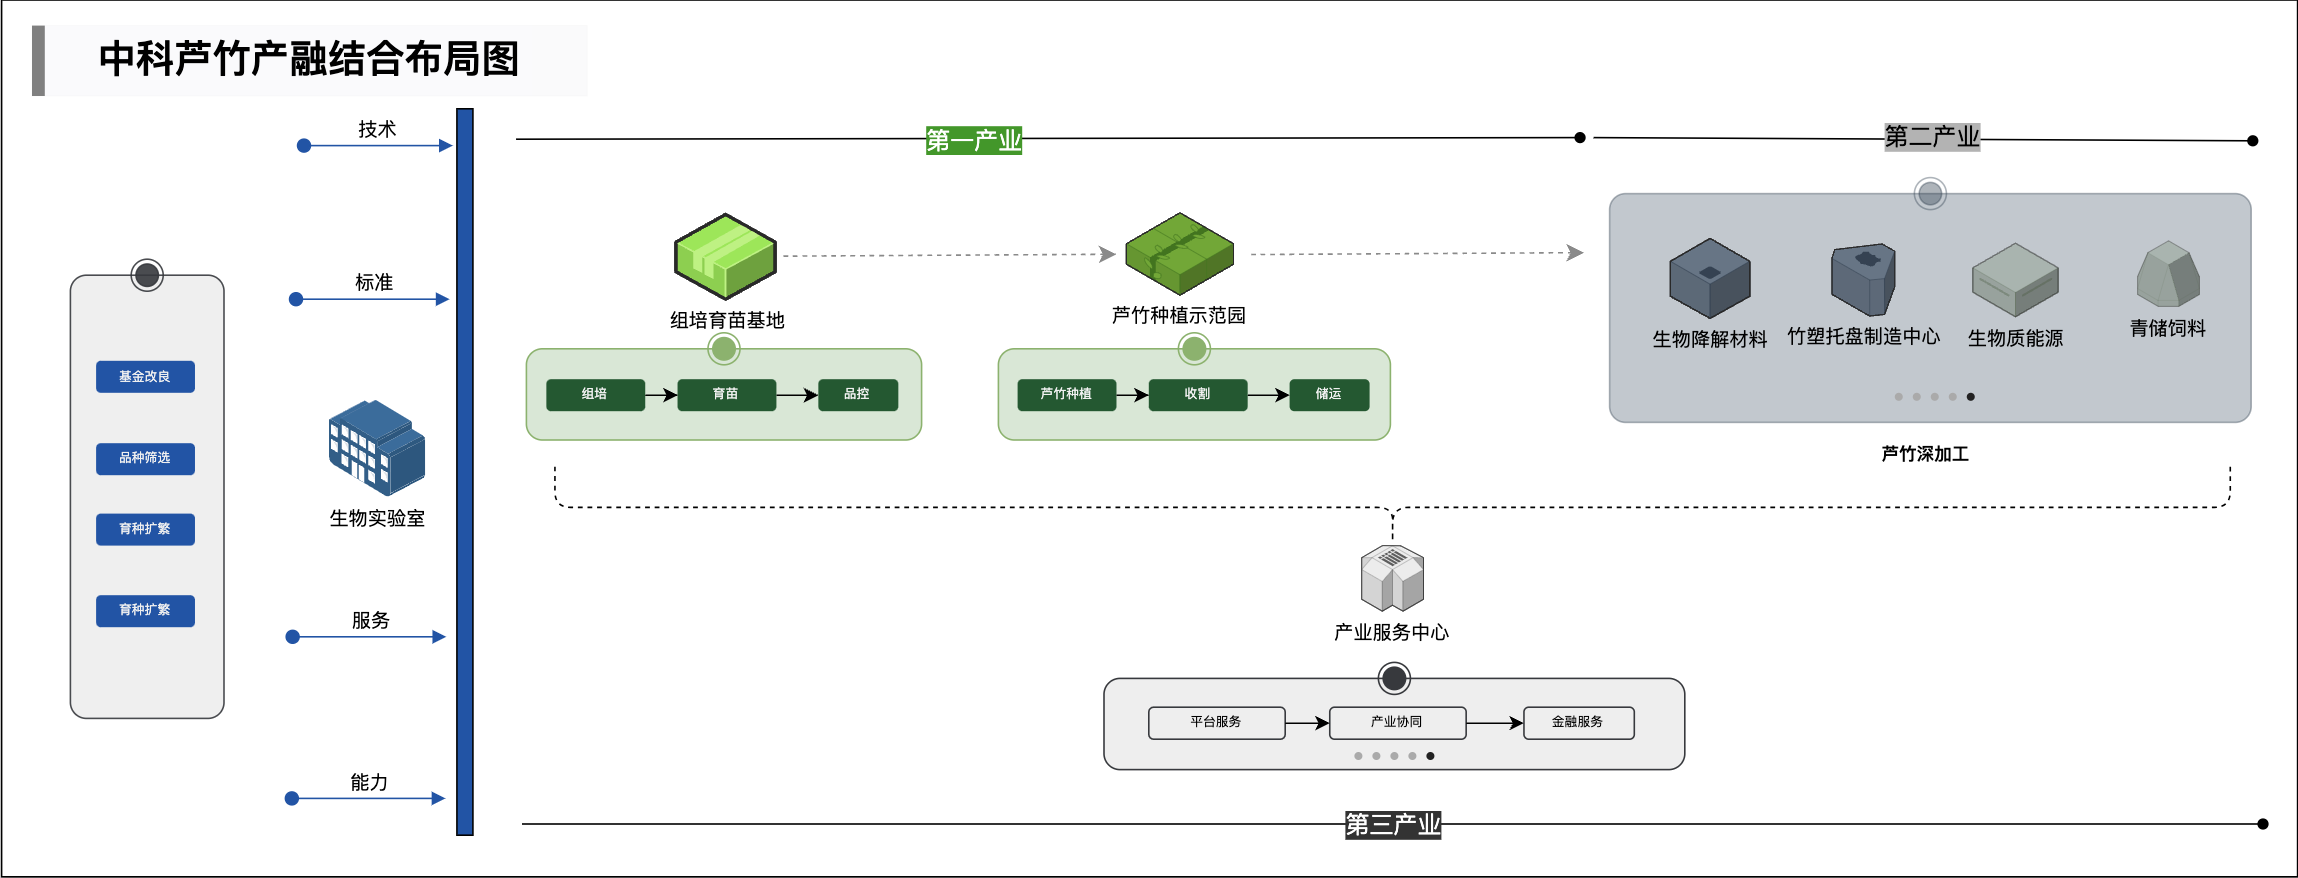 中科芦竹产融结合布局图
技术
标准
服务
能力
生物实验室
基金改良
品种筛选
育种扩繁
育种扩繁
第一产业
第二产业
组培育苗基地
组培
育苗
品控
芦竹种植示范园
芦竹种植
收割
储运
生物降解材料
竹塑托盘制造中心
生物质能源
青储饲料
芦竹深加工
产业服务中心
平台服务
产业协同
金融服务
第三产业